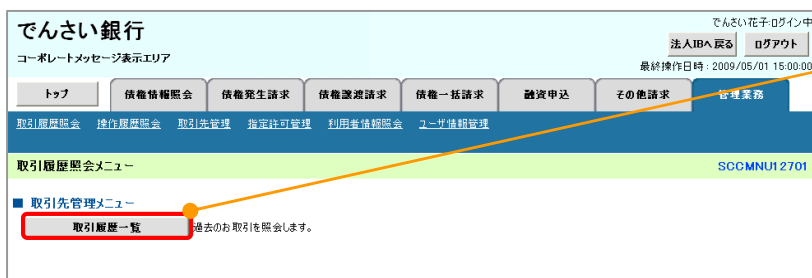 でんさい銀行
でんさい花子:ログイン中
コーポレートメッセージ表示エリア
法人IBへ戻る ログアウト
最終操作日時：2009/05/01 15:00:00
トップ 債権情報照会 債権発生請求 債権譲渡請求 債権一括請求 融資申込 その他請求 管理業務
取引履歴照会 操作履歴照会 取引先管理 指定許可管理 利用者情報照会 ユーザ情報管理
取引履歴照会メニュー SCCMNU12701
■ 取引先管理メニュー
取引履歴一覧 過去のお取引を照会します。